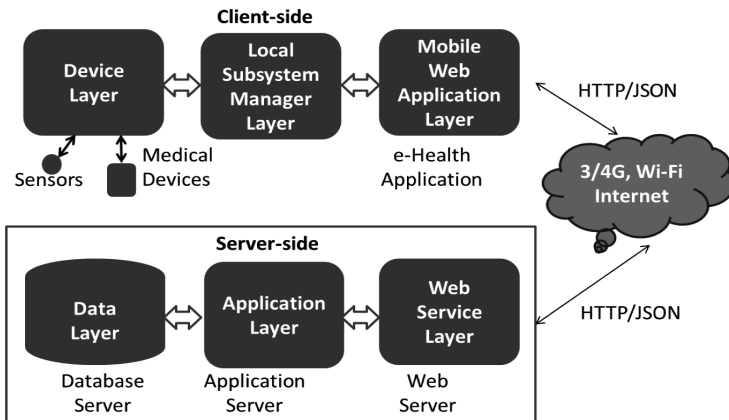 Client-side
Device
Layer
Local
Subsystem
Manager
Layer
Mobile
Web
Application
Layer
HTTP/JSON
Sensors
Medical
Devices
e-Health
Application
3/4G, Wi-Fi
Internet
Server-side
Data
Layer
Application
Layer
Web
Service
Layer
HTTP/JSON
Database
Server
Application
Server
Web
Server